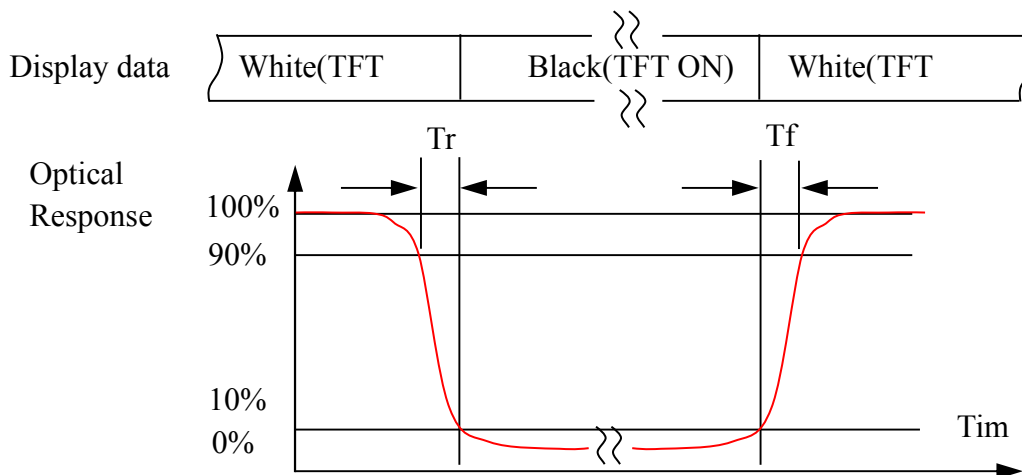 Display data
White(TFT
Black(TFT ON)
White(TFT
Tr
Tf
Optical
Response
100%
90%
10%
0%
Tim